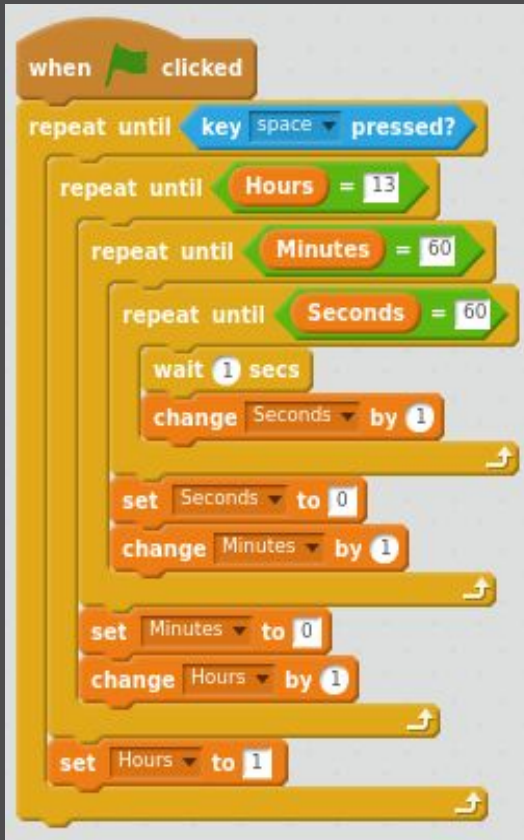 when clicked
repeat until key space pressed?
repeat until Hours = 13
repeat until Minutes = 60
repeat until Seconds = 60
wait 1 secs
change Seconds by 1
set Seconds to 0
change Minutes by 1
set Minutes to 0
change Hours by 1
set Hours to 1